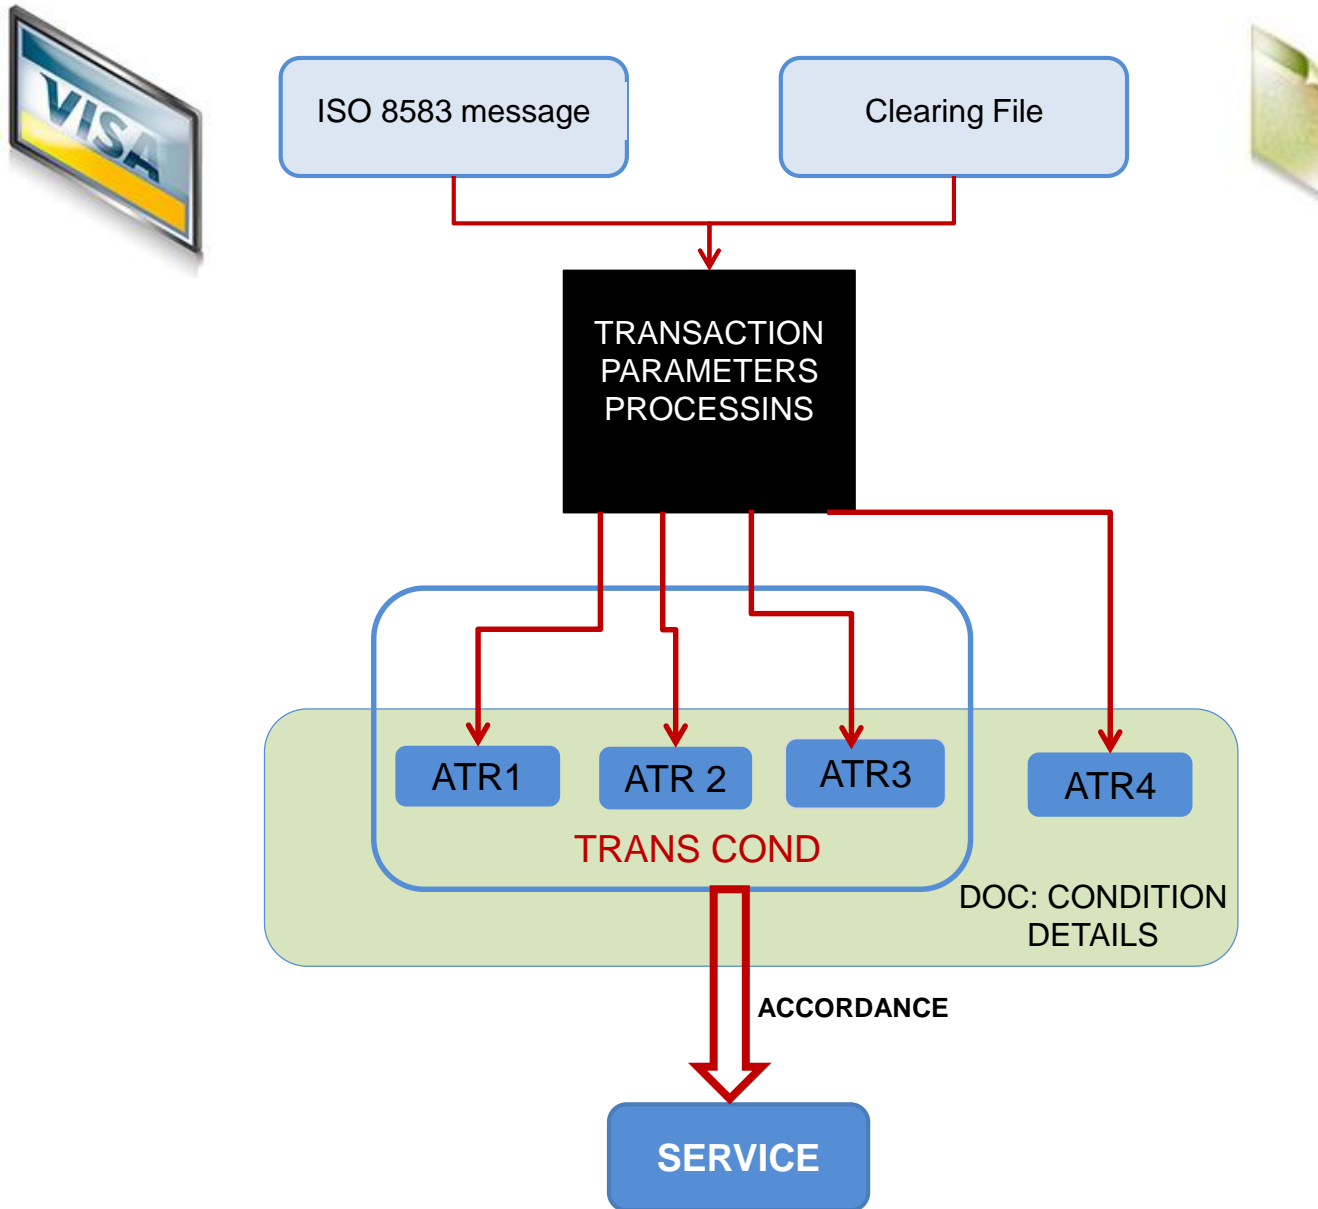 VISA
ISO 8583 message
Clearing File
TRANSACTION
PARAMETERS
PROCESSINS
ATR1
ATR 2
ATR3
ATR4
TRANS COND
DOC: CONDITION
DETAILS
ACCORDANCE
SERVICE